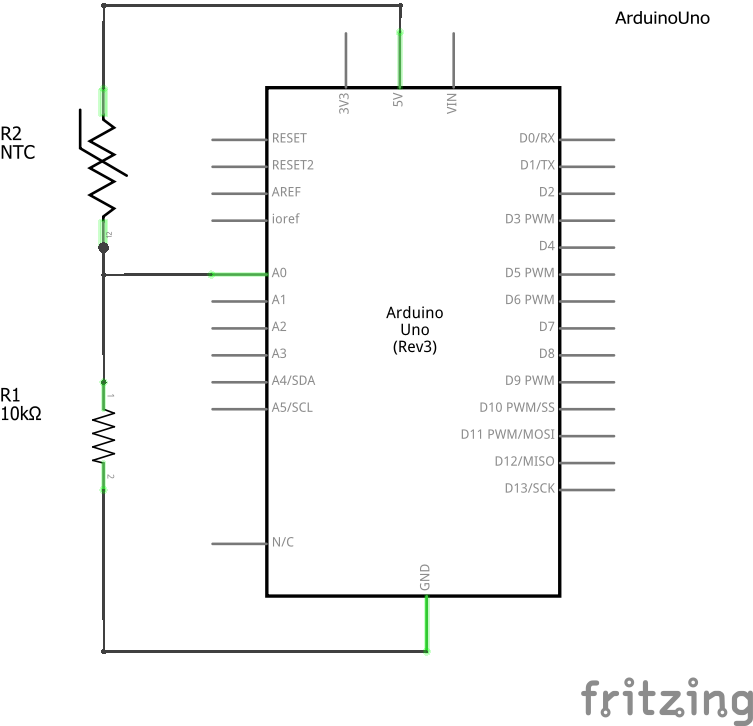 ArduinoUno
3V3
5V
VIN
R2
NTC
RESET
RESET2
AREF
ioref
A0
A1
A2
A3
A4/SDA
A5/SCL
N/C
D0/RX
D1/TX
D2
D3 PWM
D4
D5 PWM
D6 PWM
D7
D8
D9 PWM
D10 PWM/SS
D11 PWM/MOSI
D12/MISO
D13/SCK
Arduino
Uno
(Rev3)
R1
10kΩ
1
2
GND
fritzing